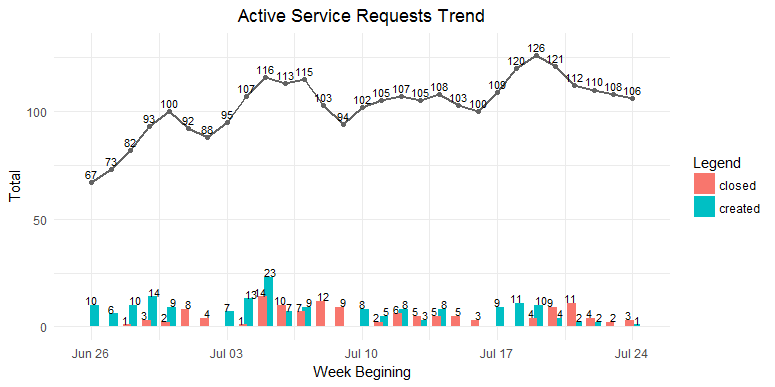 Active Service Requests Trend
Total
100
50
0
67 73 82 93 100 92 88 95 107 116 113 115 103 94 102 105 107 105 108 103 100 109 120 126 121 112 110 108 106
10 6 1 10 3 14 2 9 8 4 7 1 13 14 23 10 7 7 9 12 9 8 2 5 6 8 5 3 5 8 5 3 9 11 4 10 9 4 11 2 4 2 2 3 1
Jun 26 Jul 03 Jul 10 Jul 17 Jul 24
Week Begining
Legend
closed
created